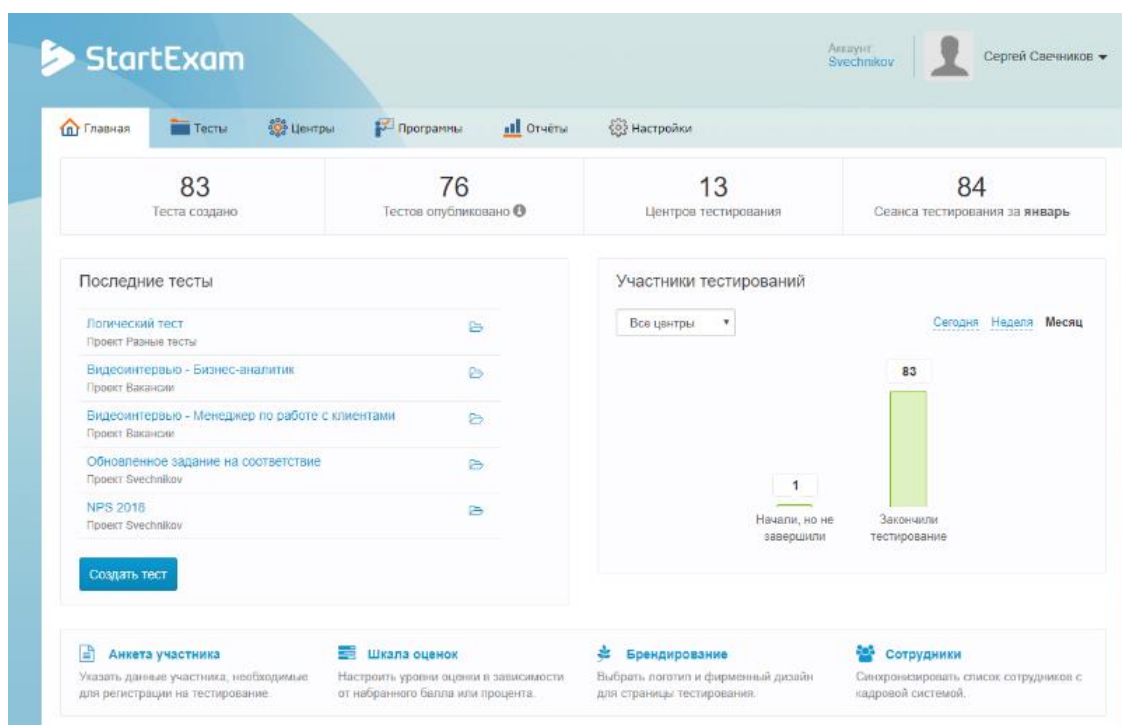 StartExam
Аккаунт
Svechnikov
Сергей Свечников
Главная
Тесты
Центры
Программы
Отчёты
Настройки
83
Теста создано
76
Тестов опубликовано
13
Центров тестирования
84
Сеанса тестирования за январь
Последние тесты
Логический тест
Проект Разные тесты
Видеоинтервью - Бизнес-аналитик
Проект Вакансии
Видеоинтервью - Менеджер по работе с клиентами
Проект Вакансии
Обновленное задание на соответствие
Проект Svechnikov
NPS 2016
Проект Svechnikov
Создать тест
Участники тестирований
Все центры
Сегодня Неделя Месяц
83
1
Начали, но не
завершили
Закончили
тестирование
Анкета участника
Указать данные участника, необходимые
для регистрации на тестирование.
Шкала оценок
Настроить уровни оценки в зависимости
от набранного балла или процента.
Брендирование
Выбрать логотип и фирменный дизайн
для страницы тестирования.
Сотрудники
Синхронизировать список сотрудников с
кадровой системой.